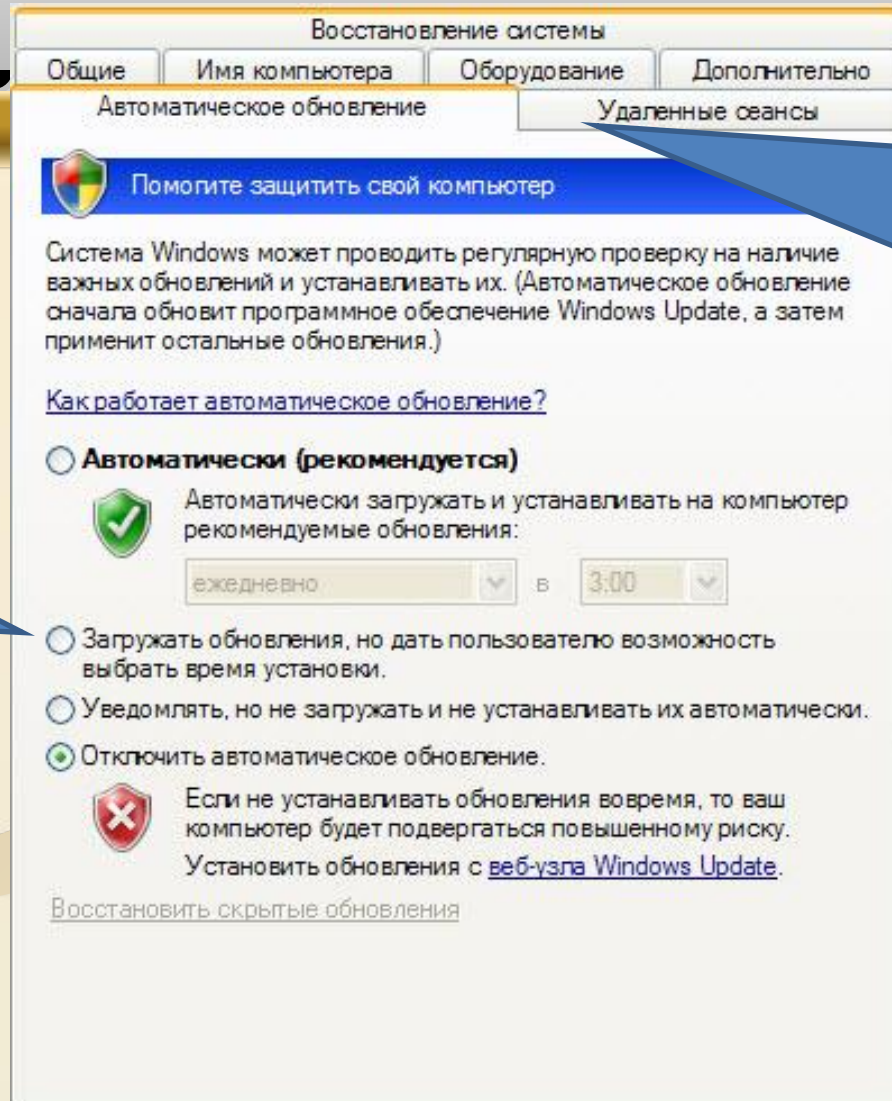 Восстановление системы
Общие Имя компьютера Оборудование Дополнительно
Автоматическое обновление Удаленные сеансы
Помогите защитить свой компьютер
Система Windows может проводить регулярную проверку на наличие
важных обновлений и устанавливать их. (Автоматическое обновление
сначала обновит программное обеспечение Windows Update, а затем
применит остальные обновления.)
Как работает автоматическое обновление?
Автоматически (рекомендуется)
Автоматически загружать и устанавливать на компьютер
рекомендуемые обновления:
ежедневно в 3:00
Загружать обновления, но дать пользователю возможность
выбрать время установки.
Уведомлять, но не загружать и не устанавливать их автоматически.
Отключить автоматическое обновление.
Если не устанавливать обновления вовремя, то ваш
компьютер будет подвергаться повышенному риску.
Установить обновления с веб-узла Windows Update.
Восстановить скрытые обновления